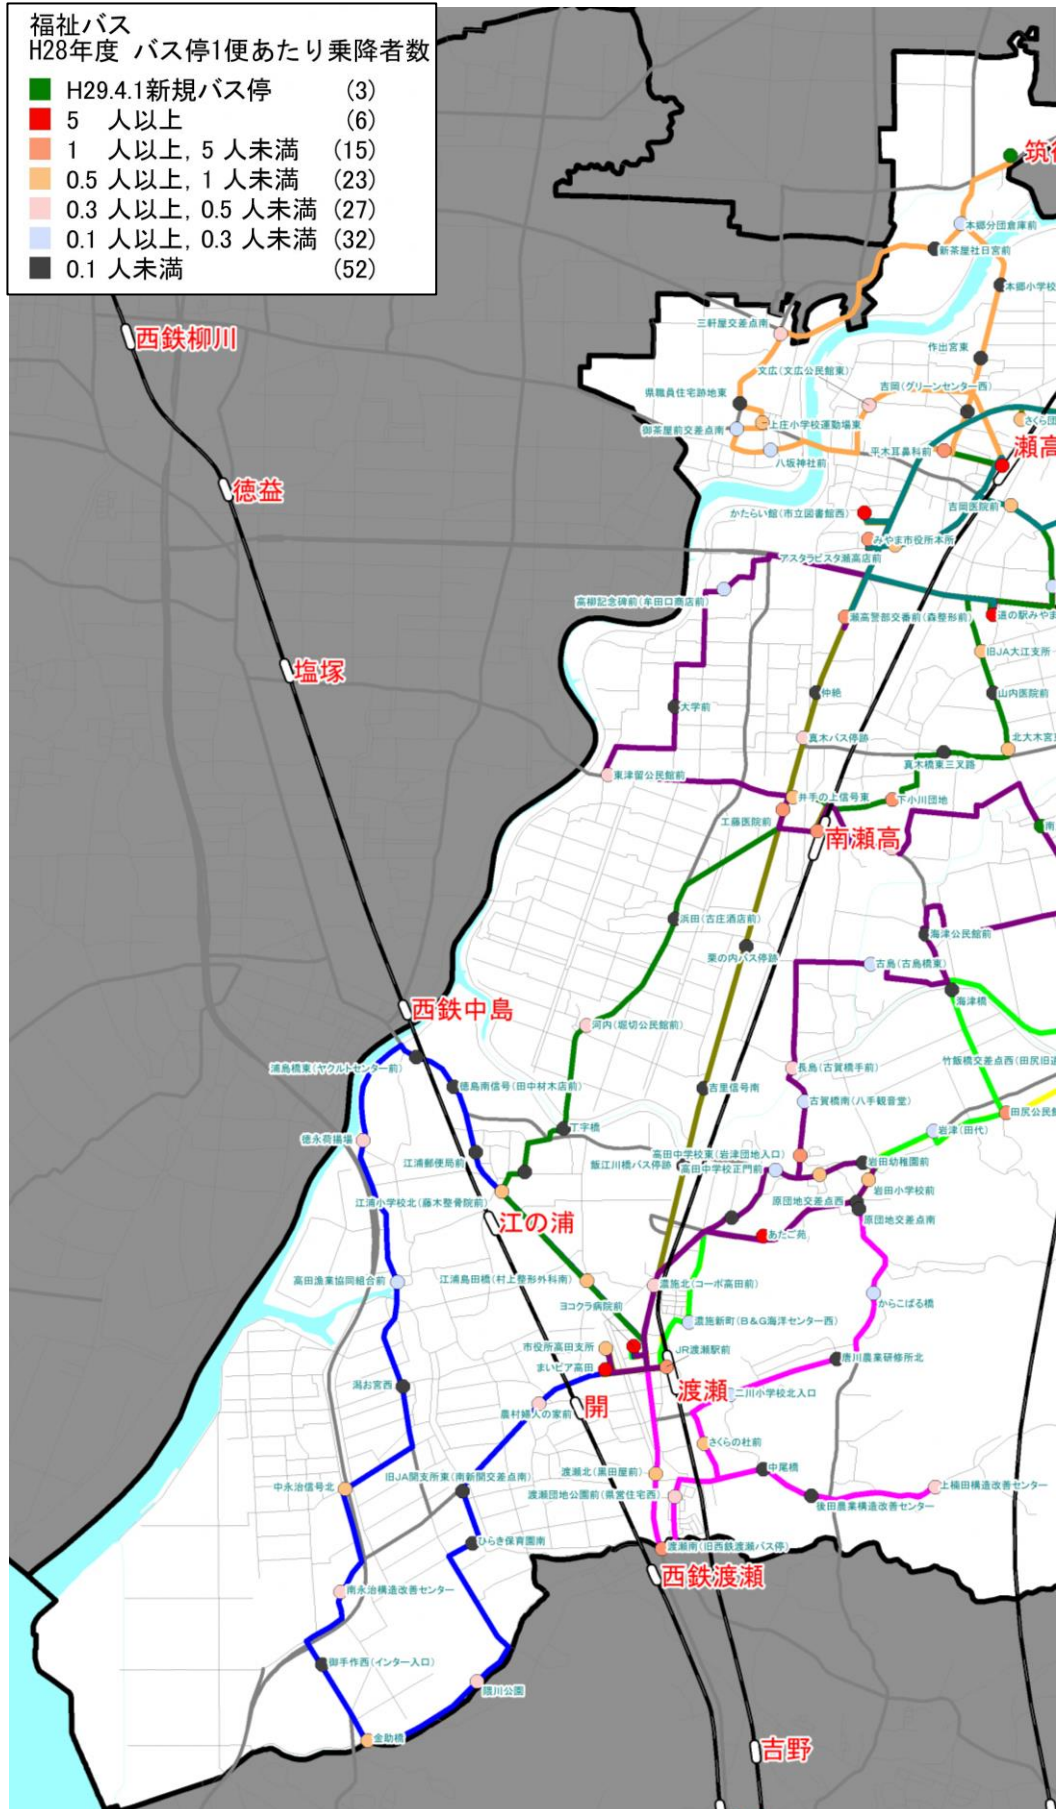 福祉バス
H28年度 バス停1便あたり乗降者数
H29.4.1新規バス停 (3)
5 人以上 (6)
1 人以上, 5 人未満 (15)
0.5 人以上, 1 人未満 (23)
0.3 人以上, 0.5 人未満 (27)
0.1 人以上, 0.3 人未満 (32)
0.1 人未満 (52)
本郷分団倉庫前
新茶屋社日宮前
本郷小学校
三軒屋交差点南
西鉄柳川
作出宮東
文広(文広公民館東)
吉岡(グリーンセンター西)
県職員住宅跡地東
上庄小学校運動場東
さくら団
御茶屋前交差点南
瀬高
平木耳鼻科前
八坂神社前
徳益
吉岡医院前
かたらい館(市立図書館西)
みやま市役所本所
アスタラビスタ瀬高店前
高柳記念碑前(牟田口商店前)
瀬高警部交番前(森整形前)
道の駅みやま
旧JA大江支所
塩塚
仲絶
山内医院前
大学前
真木バス停跡
北大木宮東
真木橋東三叉路
東津留公民館前
井手の上信号東
下小川団地
工藤医院前
南瀬高
南
浜田(古庄酒店前)
海津公民館前
栗の内バス停跡
古島(古島橋東)
海津橋
西鉄中島
河内(堀切公民館前)
浦島橋東(ヤクルトセンター前)
竹飯橋交差点西(田尻旧道
長島(古賀橋手前)
徳島南信号(田中材木店前)
吉里信号南
古賀橋南(八手観音堂)
田尻公民館
丁字橋
岩津(田代)
徳永荷揚場
高田中学校東(岩津団地入口)
江浦郵便局前
飯江川橋バス停跡
高田中学校正門前
岩田幼稚園前
岩田小学校前
江浦小学校北(藤木整骨院前)
原団地交差点西
原団地交差点南
江の浦
あたご苑
高田漁業協同組合前
江浦島田橋(村上整形外科南)
濃施北(コーポ高田前)
からこばる橋
ヨコクラ病院前
濃施新町(B&G海洋センター西)
市役所高田支所
JR渡瀬駅前
まいピア高田
唐川農業研修所北
潟お宮西
渡瀬
二川小学校北入口
開
農村婦人の家前
さくらの杜前
渡瀬北(黒田屋前)
中尾橋
旧JA開支所東(南新開交差点南)
中永治信号北
渡瀬団地公園前(県営住宅西)
上楠田構造改善センター
後田農業構造改善センター
ひらき保育園南
渡瀬南(旧西鉄渡瀬バス停)
西鉄渡瀬
南永治構造改善センター
御手作西(インター入口)
隈川公園
金助橋
吉野